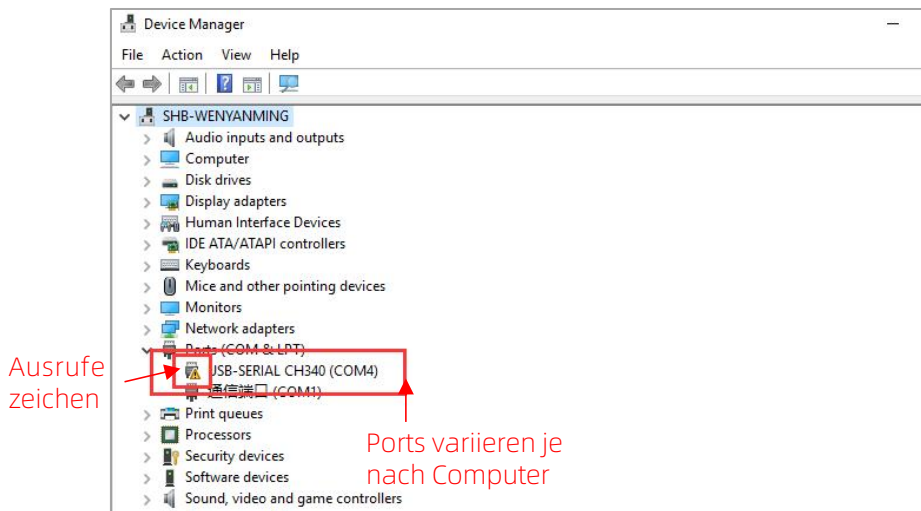 Device Manager
File Action View Help
SHB-WENYANMING
Audio inputs and outputs
Computer
Disk drives
Display adapters
Human Interface Devices
IDE ATA/ATAPI controllers
Keyboards
Mice and other pointing devices
Monitors
Network adapters
Ports (COM & LPT)
USB-SERIAL CH340 (COM4)
通信端口 (COM1)
Print queues
Processors
Security devices
Software devices
Sound, video and game controllers
Ausrufe
zeichen
Ports variieren je
nach Computer